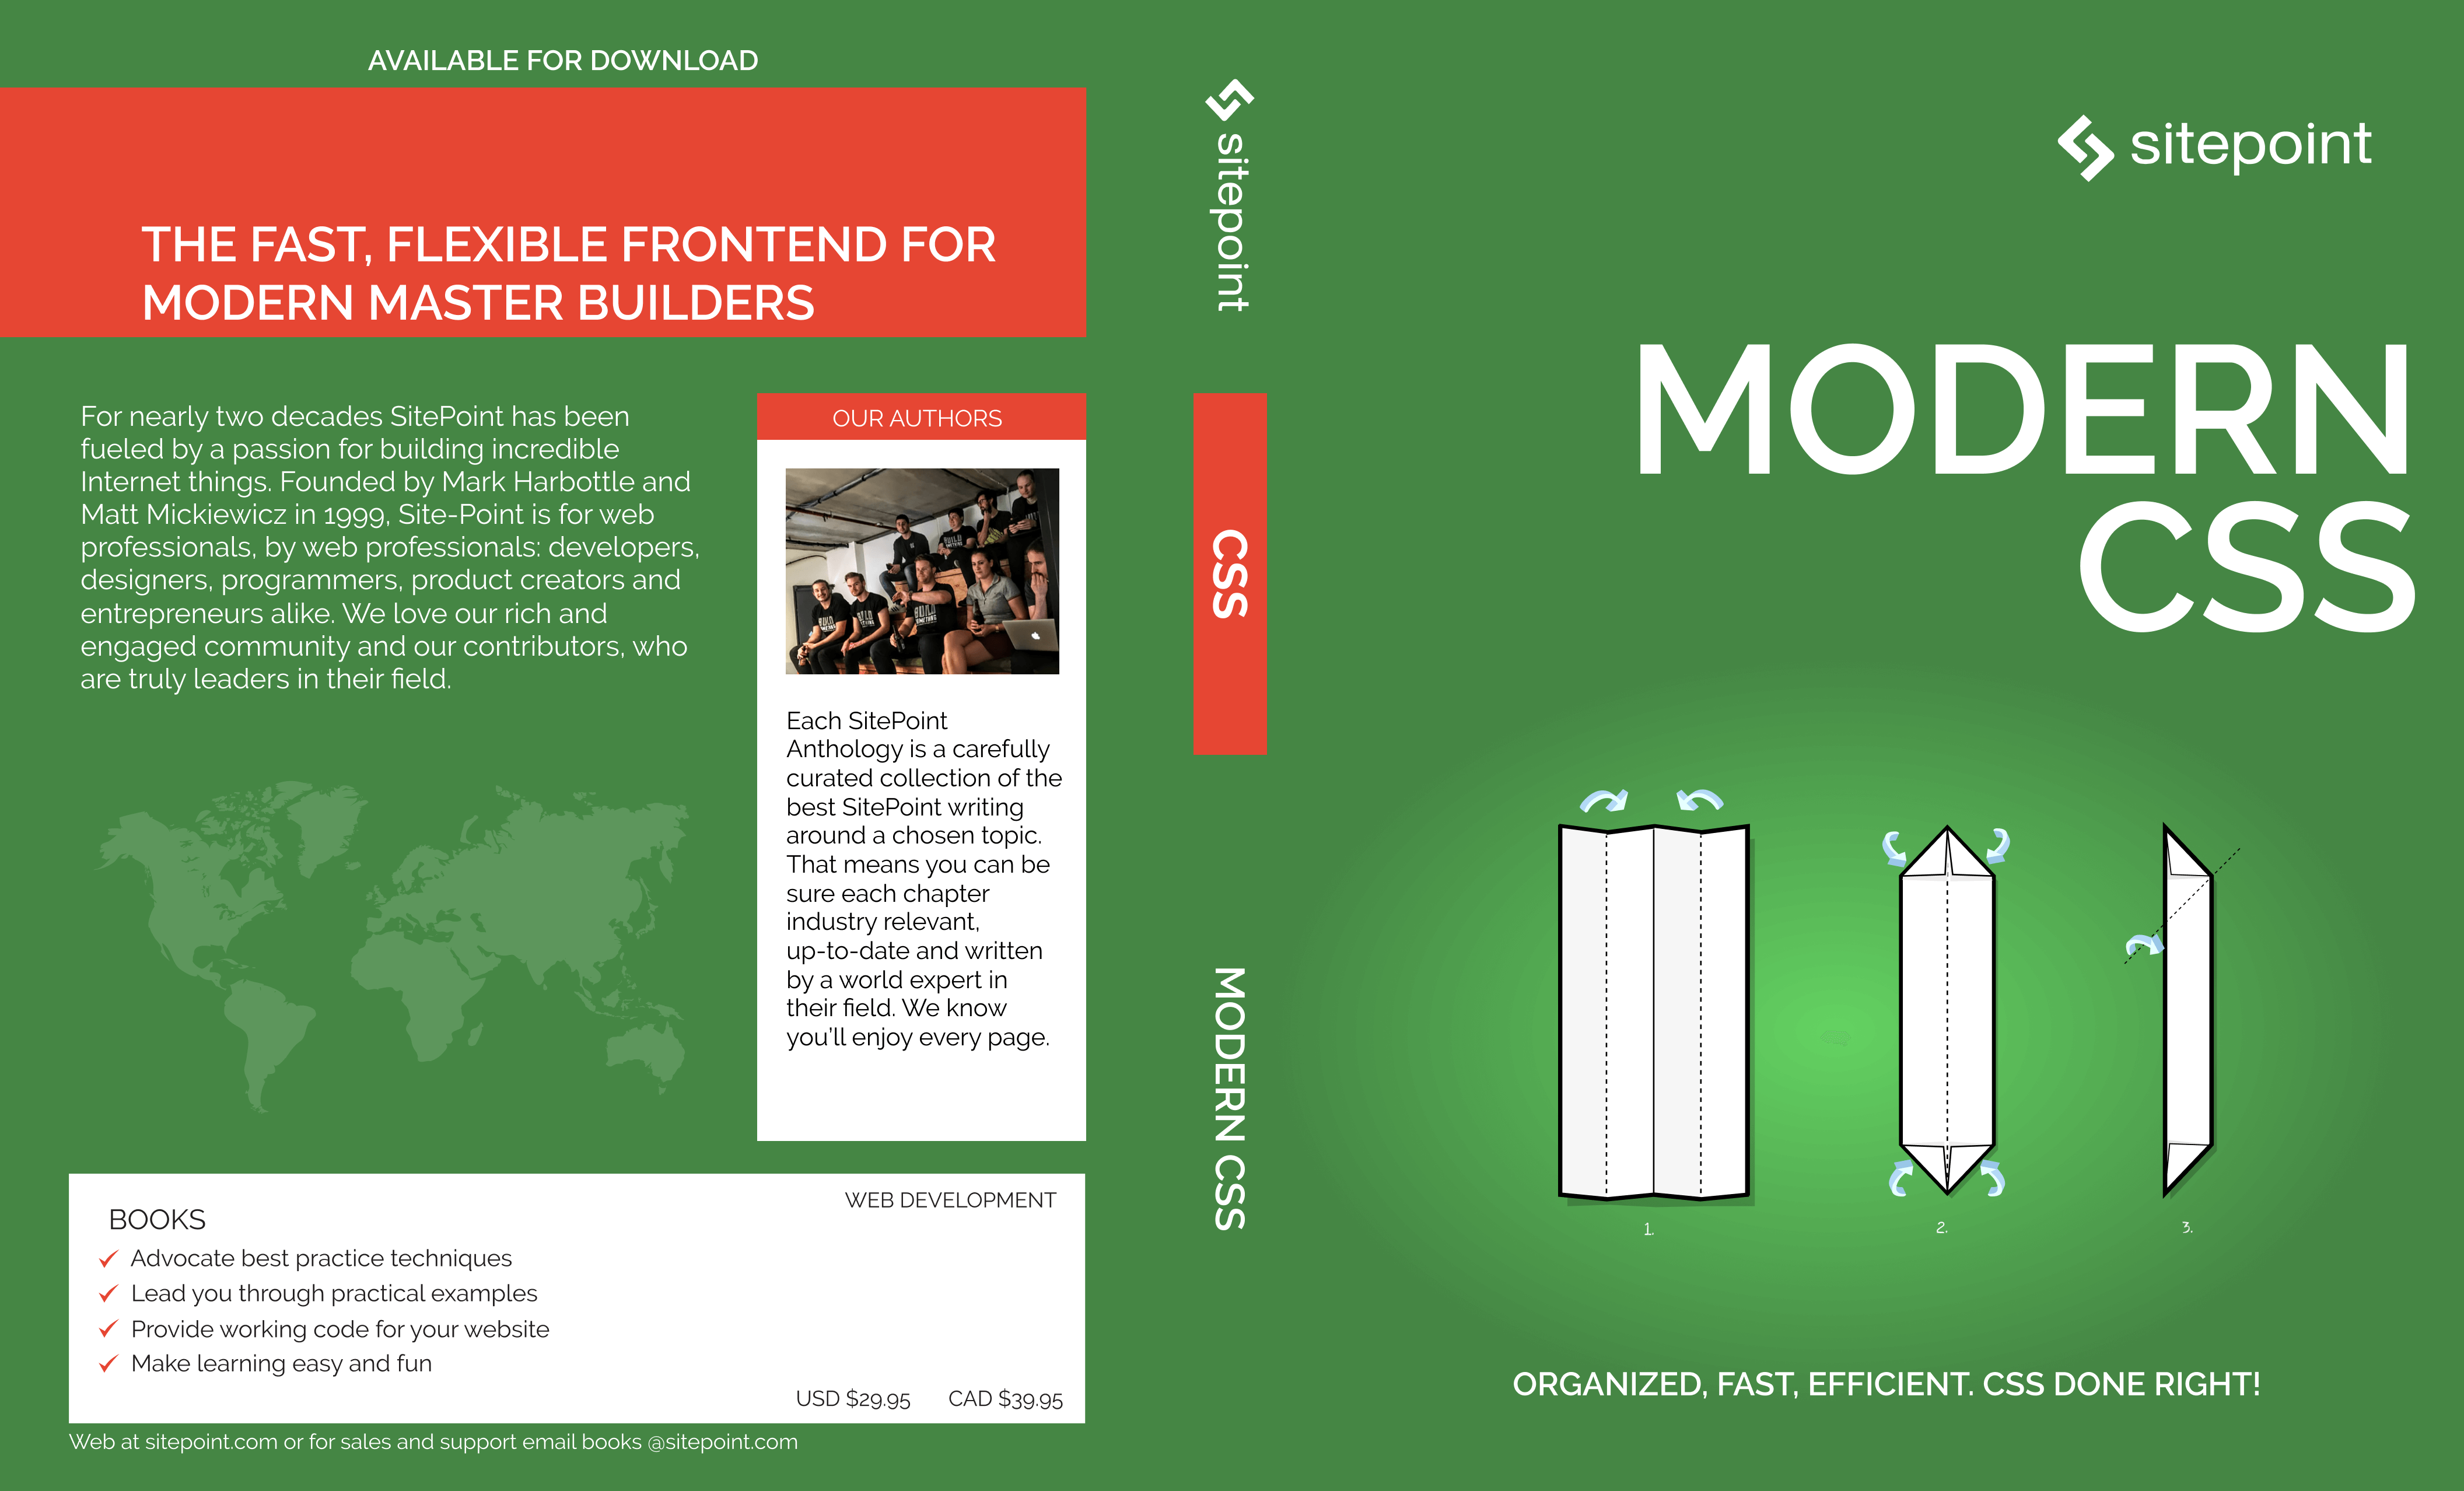 AVAILABLE FOR DOWNLOAD
THE FAST, FLEXIBLE FRONTEND FOR
MODERN MASTER BUILDERS
For nearly two decades SitePoint has been
fueled by a passion for building incredible
Internet things. Founded by Mark Harbottle and
Matt Mickiewicz in 1999, Site-Point is for web
professionals, by web professionals: developers,
designers, programmers, product creators and
entrepreneurs alike. We love our rich and
engaged community and our contributors, who
are truly leaders in their field.
OUR AUTHORS
BUILD
Each SitePoint
Anthology is a carefully
curated collection of the
best SitePoint writing
around a chosen topic.
That means you can be
sure each chapter
industry relevant,
up-to-date and written
by a world expert in
their field. We know
you'll enjoy every page.
BOOKS
Advocate best practice techniques
Lead you through practical examples
Provide working code for your website
Make learning easy and fun
WEB DEVELOPMENT
USD $29.95 CAD $39.95
Web at sitepoint.com or for sales and support email books @sitepoint.com
sitepoint
CSS
MODERN CSS
sitepoint
MODERN
CSS
1.
2.
3.
ORGANIZED, FAST, EFFICIENT. CSS DONE RIGHT!